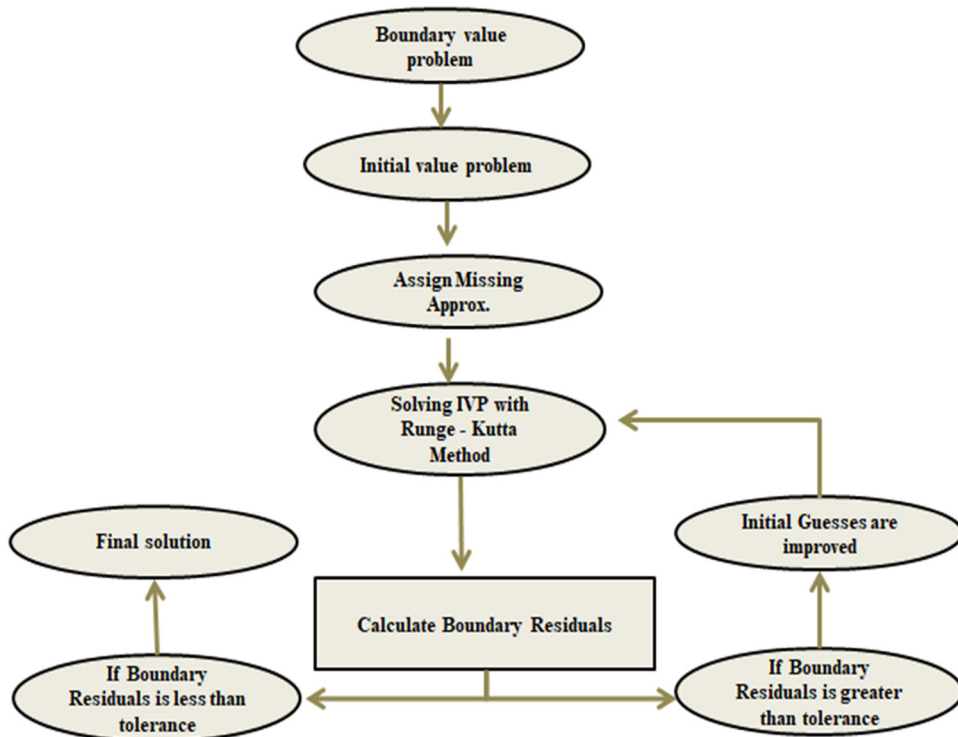 Boundary value
problem
Initial value problem
Assign Missing
Approx.
Solving IVP with
Runge - Kutta
Method
Final solution
Initial Guesses are
improved
Calculate Boundary Residuals
If Boundary
Residuals is less than
tolerance
If Boundary
Residuals is greater
than tolerance